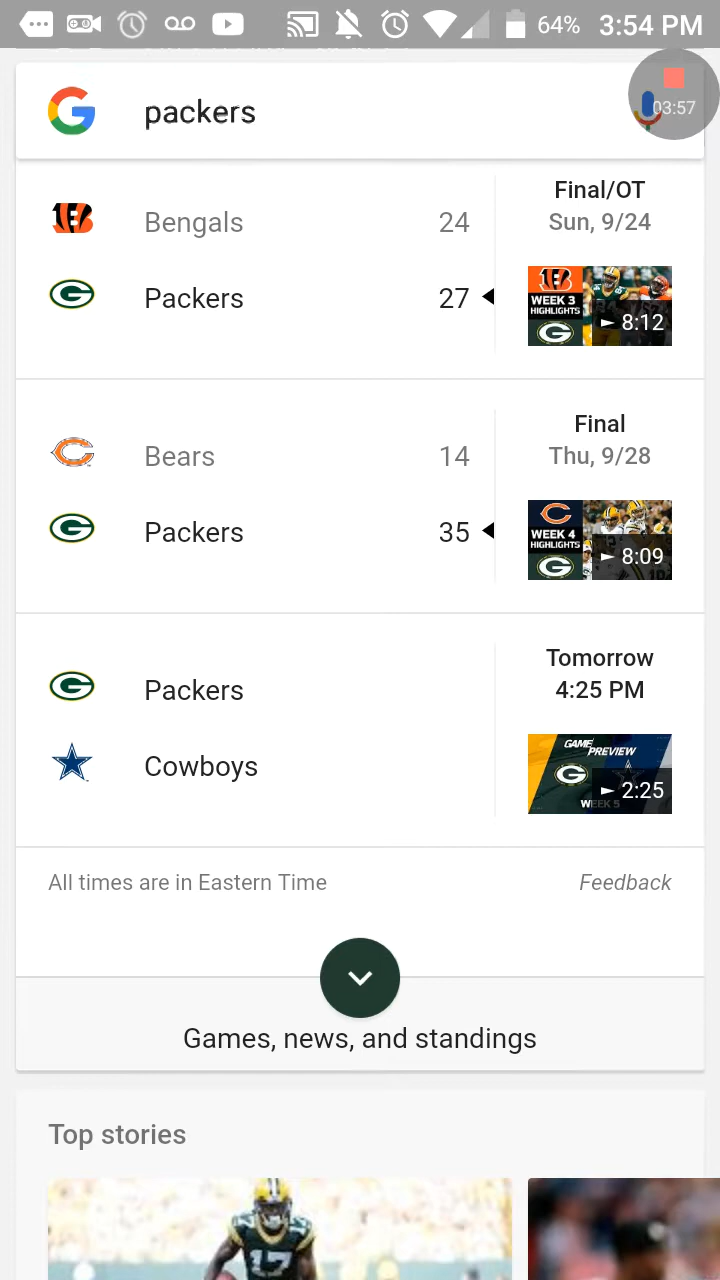 64% 3:54 PM
packers
03:57
Final/OT
Bengals 24 Sun, 9/24
Packers 27
WEEK 3
HIGHLIGHTS
8:12
Final
Bears 14 Thu, 9/28
Packers 35
WEEK 4
HIGHLIGHTS
8:09
Tomorrow
Packers 4:25 PM
Cowboys
GAME PREVIEW
2:25
WEEK 5
All times are in Eastern Time Feedback
Games, news, and standings
Top stories
17